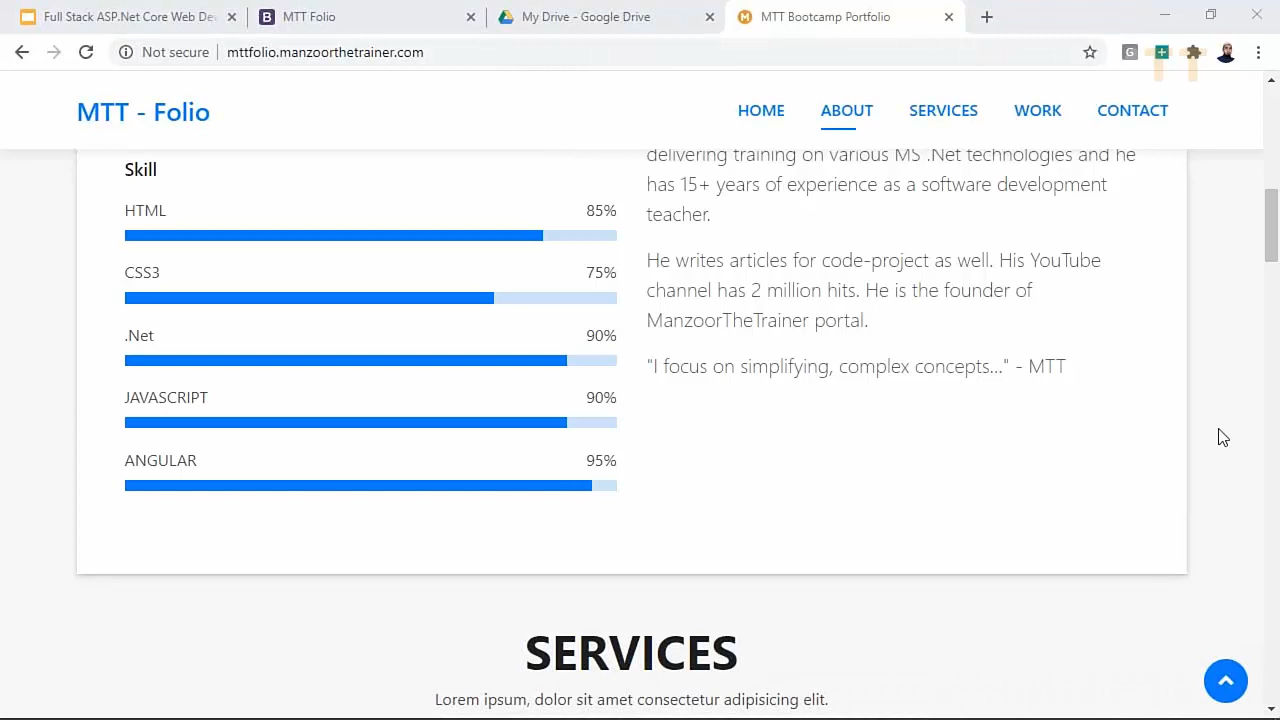 Full Stack ASP.Net Core Web De
MTT Folio
My Drive - Google Drive
MTT Bootcamp Portfolio
Not secure
mttfolio.manzoorthetrainer.com
MTT - Folio
HOME
ABOUT
SERVICES
WORK
CONTACT
Skill
HTML 85%
CSS3 75%
.Net 90%
JAVASCRIPT 90%
ANGULAR 95%
delivering training on various MS .Net technologies and he
has 15+ years of experience as a software development
teacher.
He writes articles for code-project as well. His YouTube
channel has 2 million hits. He is the founder of
ManzoorTheTrainer portal.
"I focus on simplifying, complex concepts..." - MTT
SERVICES
Lorem ipsum, dolor sit amet consectetur adipisicing elit.